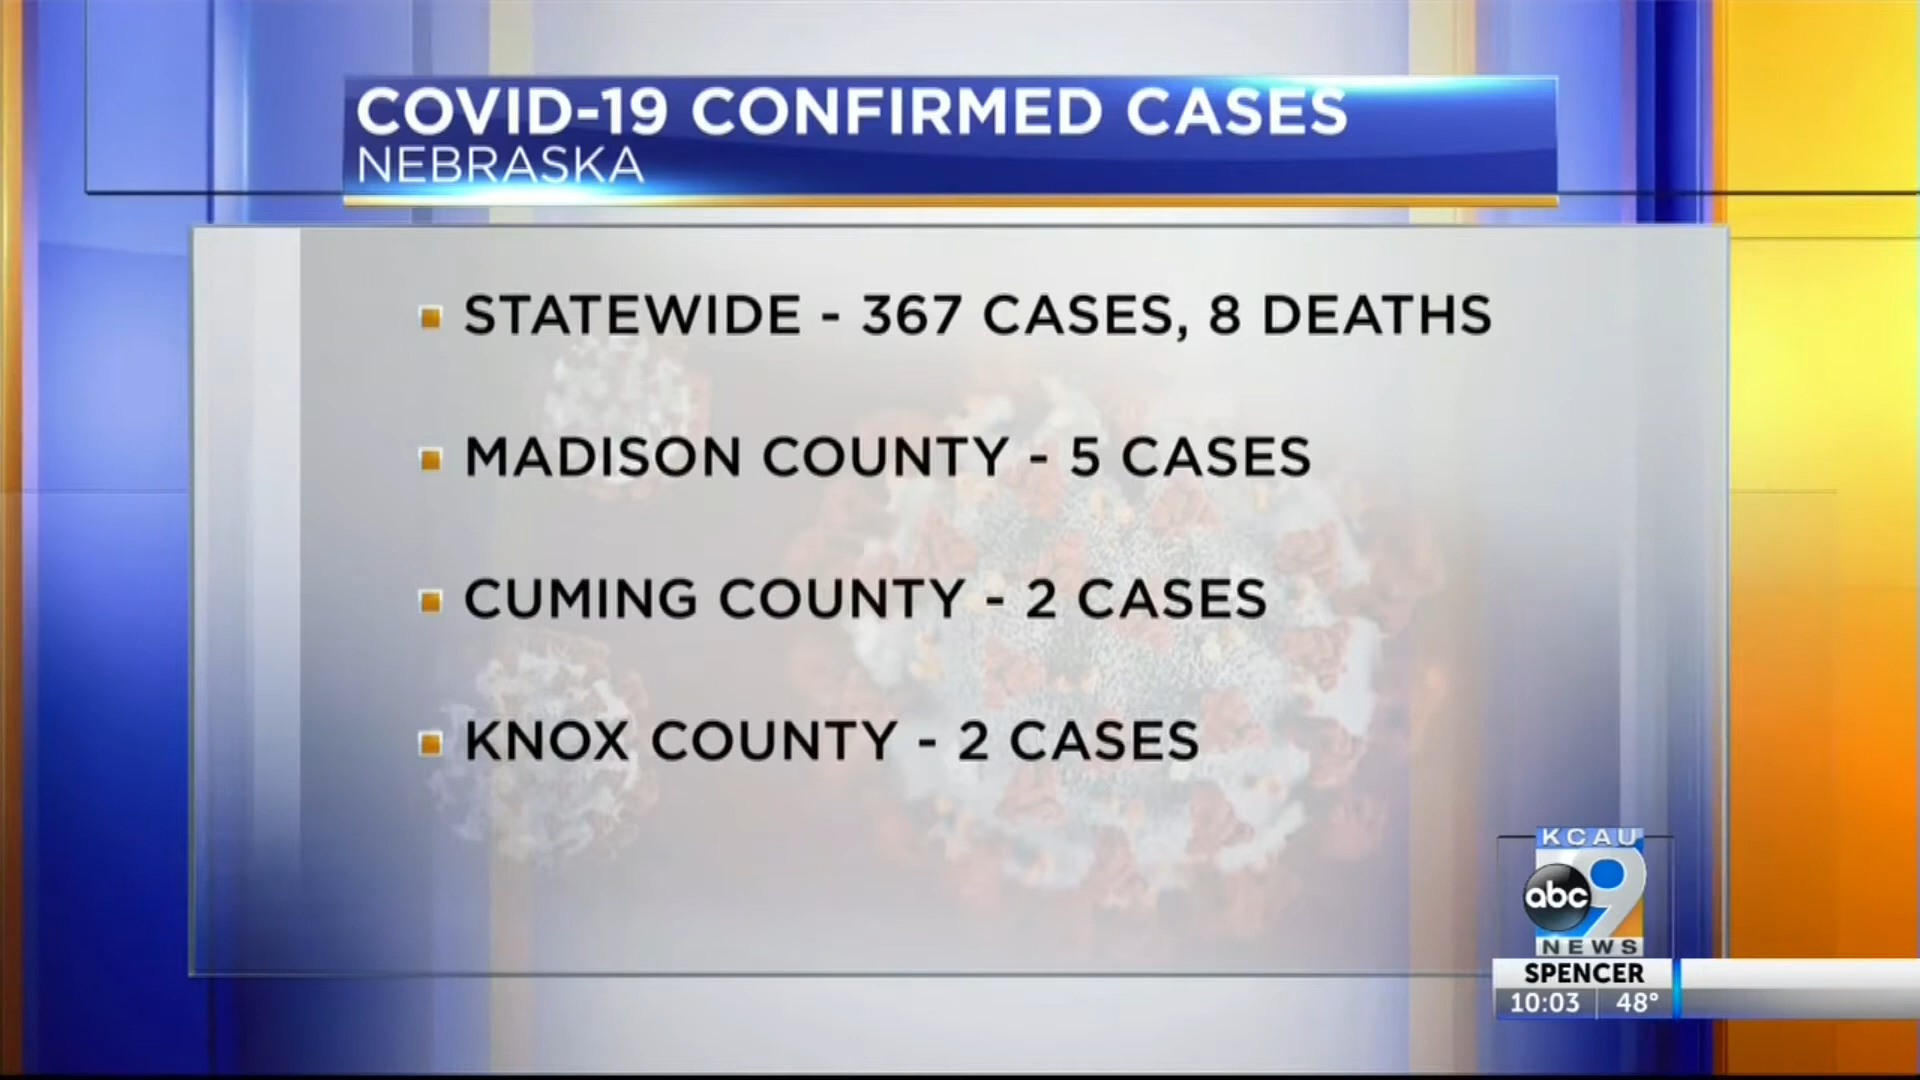 COVID-19 CONFIRMED CASES
NEBRASKA
STATEWIDE - 367 CASES, 8 DEATHS
MADISON COUNTY - 5 CASES
CUMING COUNTY - 2 CASES
KNOX COUNTY - 2 CASES
KCAU
abc 9
NEWS
SPENCER
10:03 48°